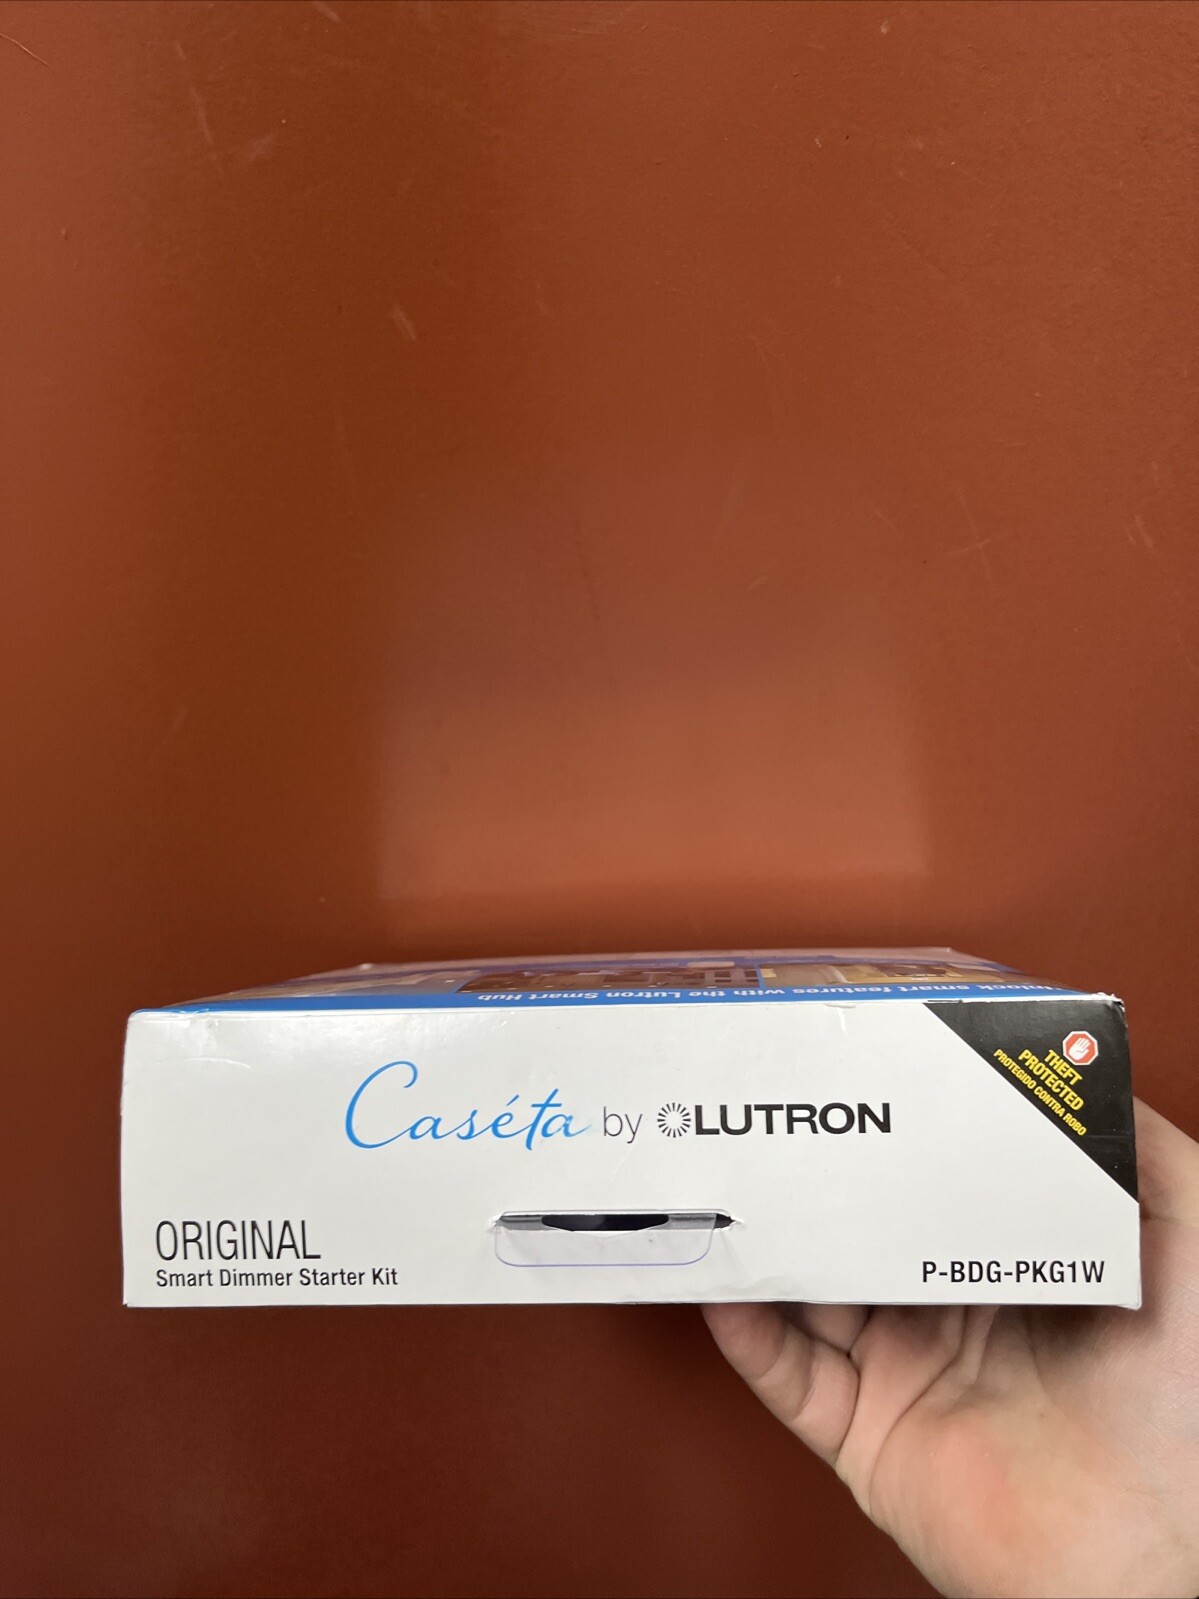 Unlock smart features with the Lutron Smart Hub
Caséta by LUTRON
THEFT
PROTECTED
PROTEGIDO CONTRA ROBO
ORIGINAL
Smart Dimmer Starter Kit
P-BDG-PKG1W